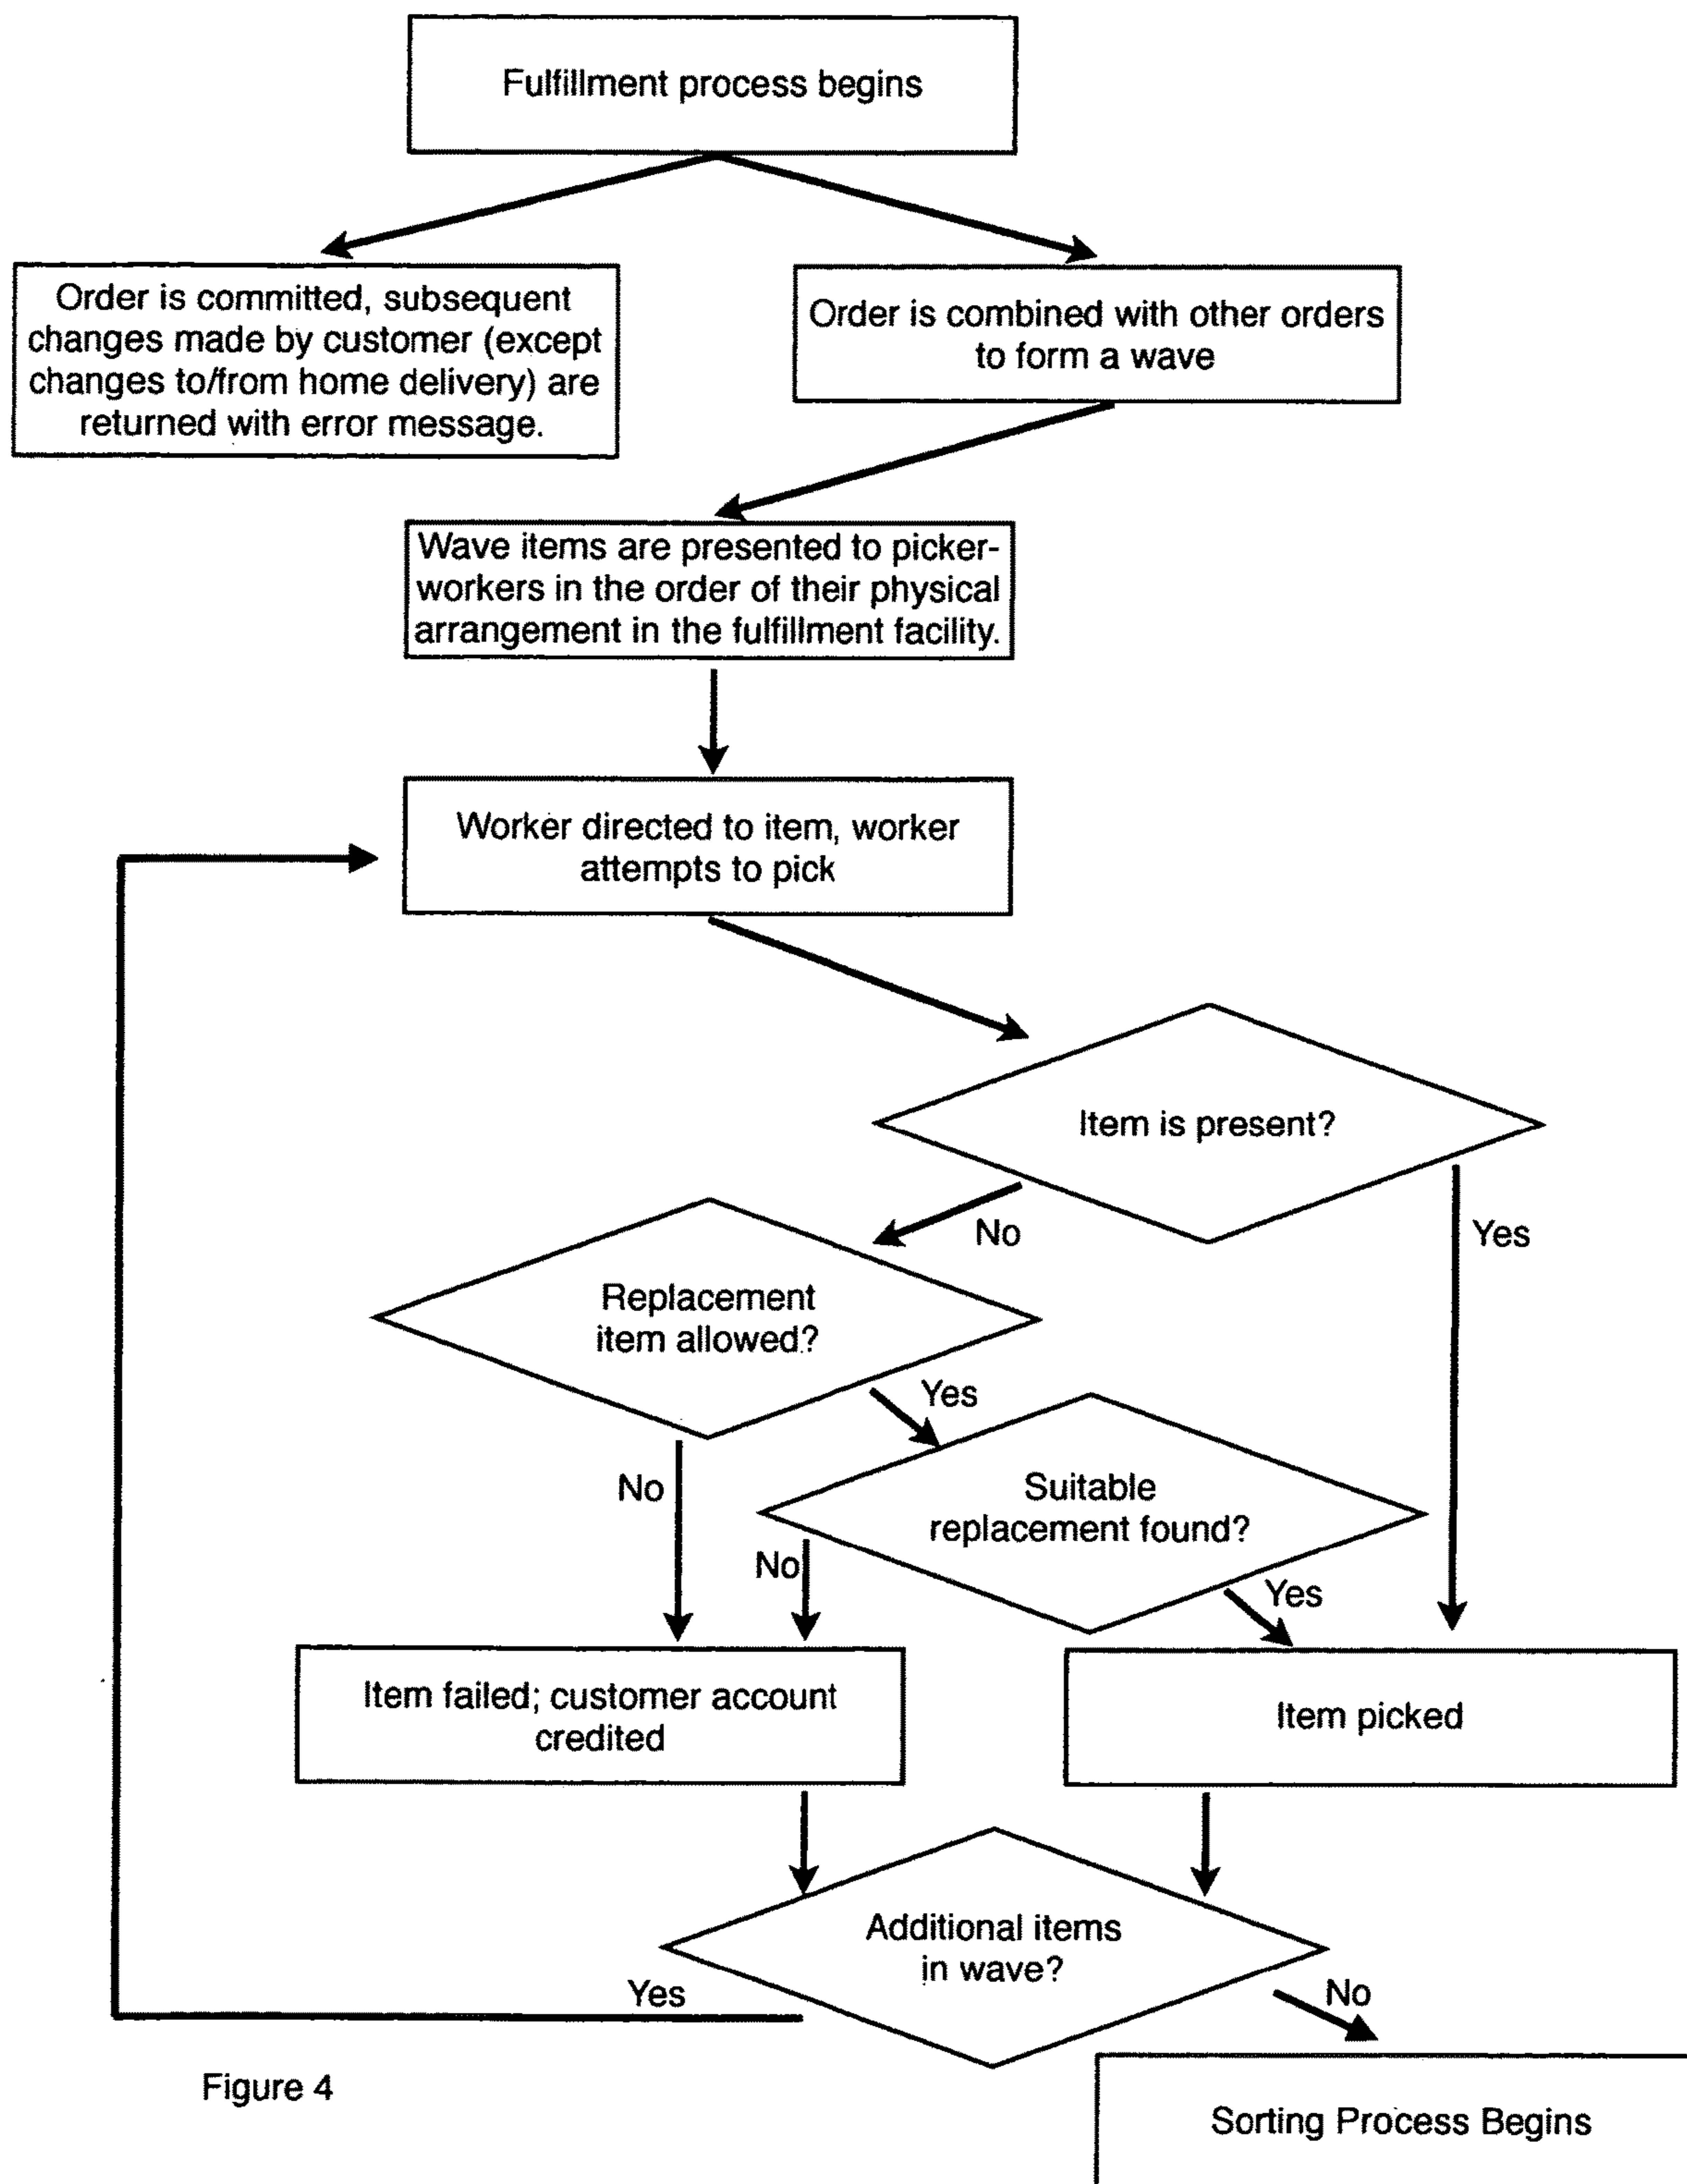 Fulfillment process begins
Order is committed, subsequent
changes made by customer (except
changes to/from home delivery) are
returned with error message.
Order is combined with other orders
to form a wave
Wave items are presented to picker-
workers in the order of their physical
arrangement in the fulfillment facility.
Worker directed to item, worker
attempts to pick
Item is present?
No
Yes
Replacement
item allowed?
Yes
No
Suitable
replacement found?
No
Yes
Item failed; customer account
credited
Item picked
Additional items
in wave?
Yes
No
Figure 4
Sorting Process Begins